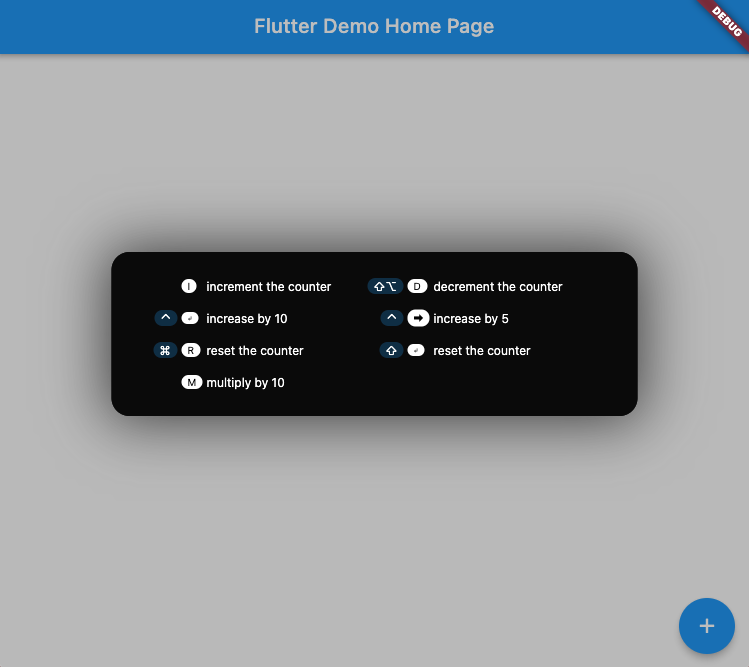 Flutter Demo Home Page
DEBUG
I increment the counter ⇧⌥ D decrement the counter
^ ↲ increase by 10 ^ ➡ increase by 5
⌘ R reset the counter ⇧ ↲ reset the counter
M multiply by 10
+